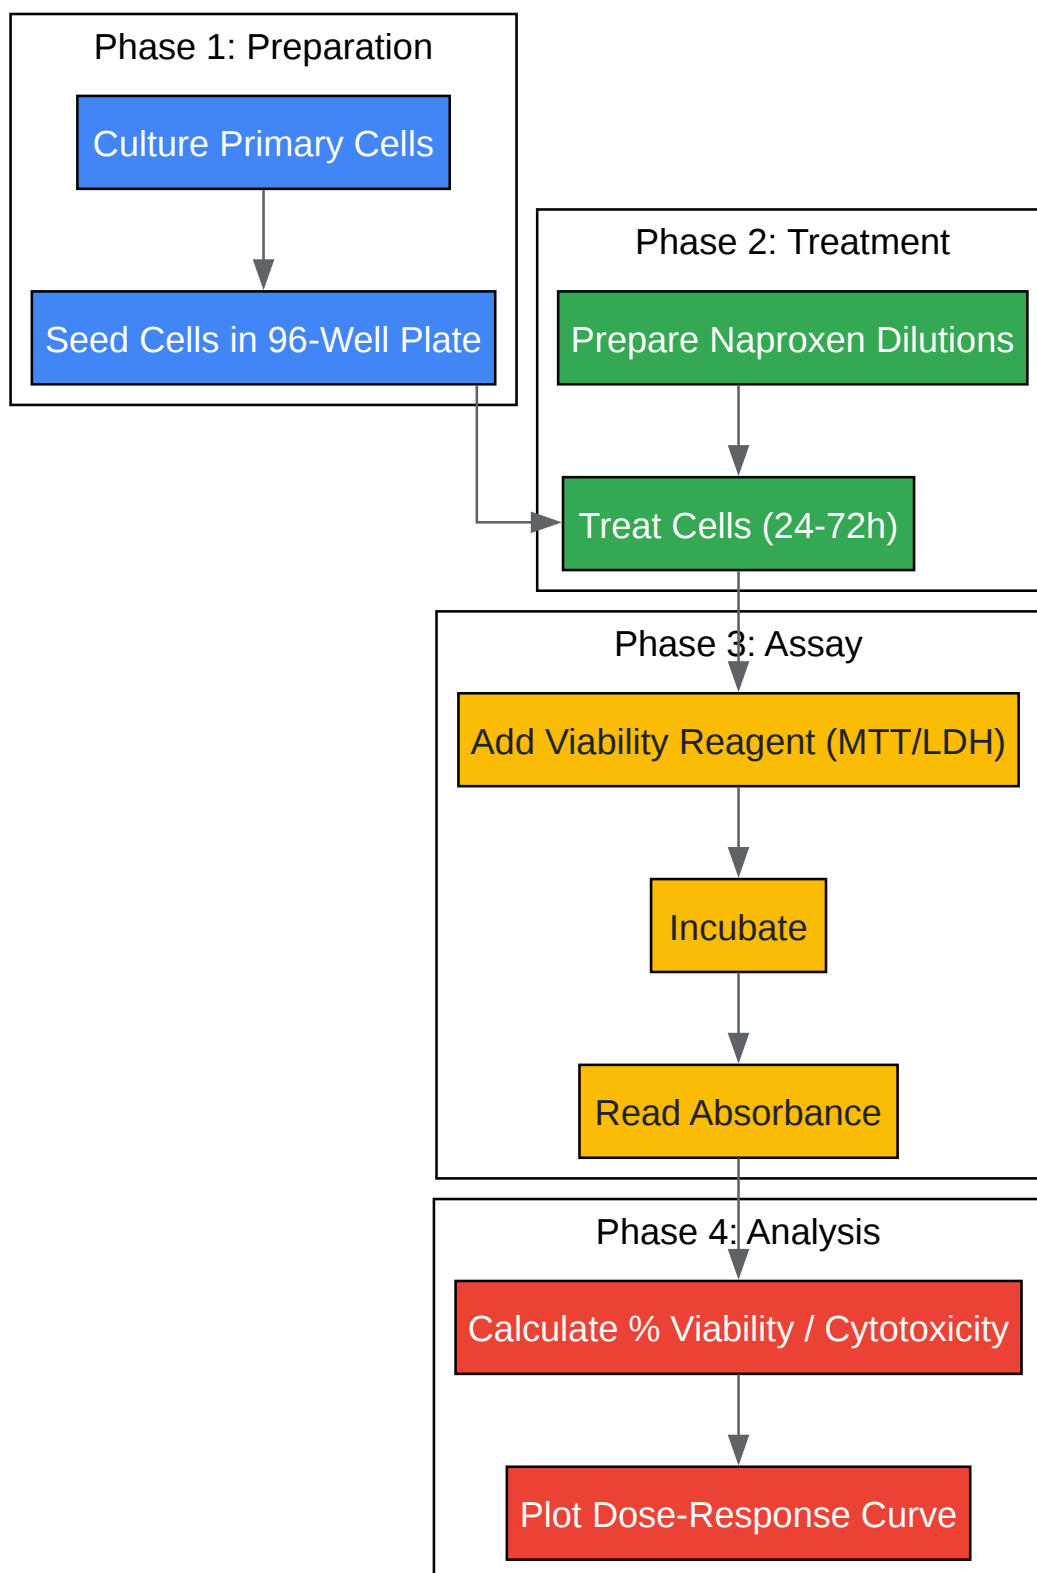 Phase 1: Preparation
Culture Primary Cells
Seed Cells in 96-Well Plate
Phase 2: Treatment
Prepare Naproxen Dilutions
Treat Cells (24-72h)
Phase 3: Assay
Add Viability Reagent (MTT/LDH)
Incubate
Read Absorbance
Phase 4: Analysis
Calculate % Viability / Cytotoxicity
Plot Dose-Response Curve